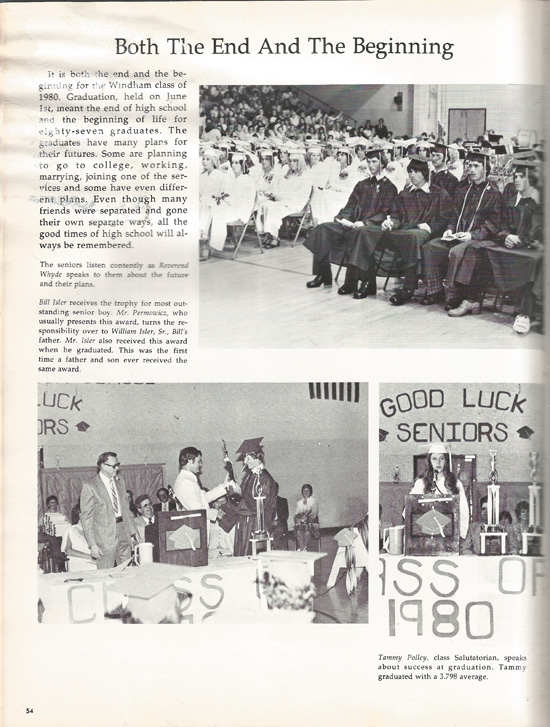 Both The End And The Beginning
It is both the end and the be-
ginning for the Windham class of
1980. Graduation, held on June
1st, meant the end of high school
and the beginning of life for
eighty-seven graduates. The
graduates have many plans for
their futures. Some are planning
to go to college, working,
marrying, joining one of the ser-
vices and some have even differ-
ent plans. Even though many
friends were separated and gone
their own separate ways, all the
good times of high school will al-
ways be remembered.
The seniors listen contently as Reverend
Whyde speaks to them about the future
and their plans.
Bill Isler receives the trophy for most out-
standing senior boy. Mr. Permowicz, who
usually presents this award, turns the re-
sponsibility over to William Isler, Sr., Bill's
father. Mr. Isler also received this award
when he graduated. This was the first
time a father and son ever received the
same award.
LUCK
ORS
CLASS
GOOD LUCK
SENIORS
ASS OF
1980
Tammy Polley, class Salutatorian, speaks
about success at graduation. Tammy
graduated with a 3.798 average.
54